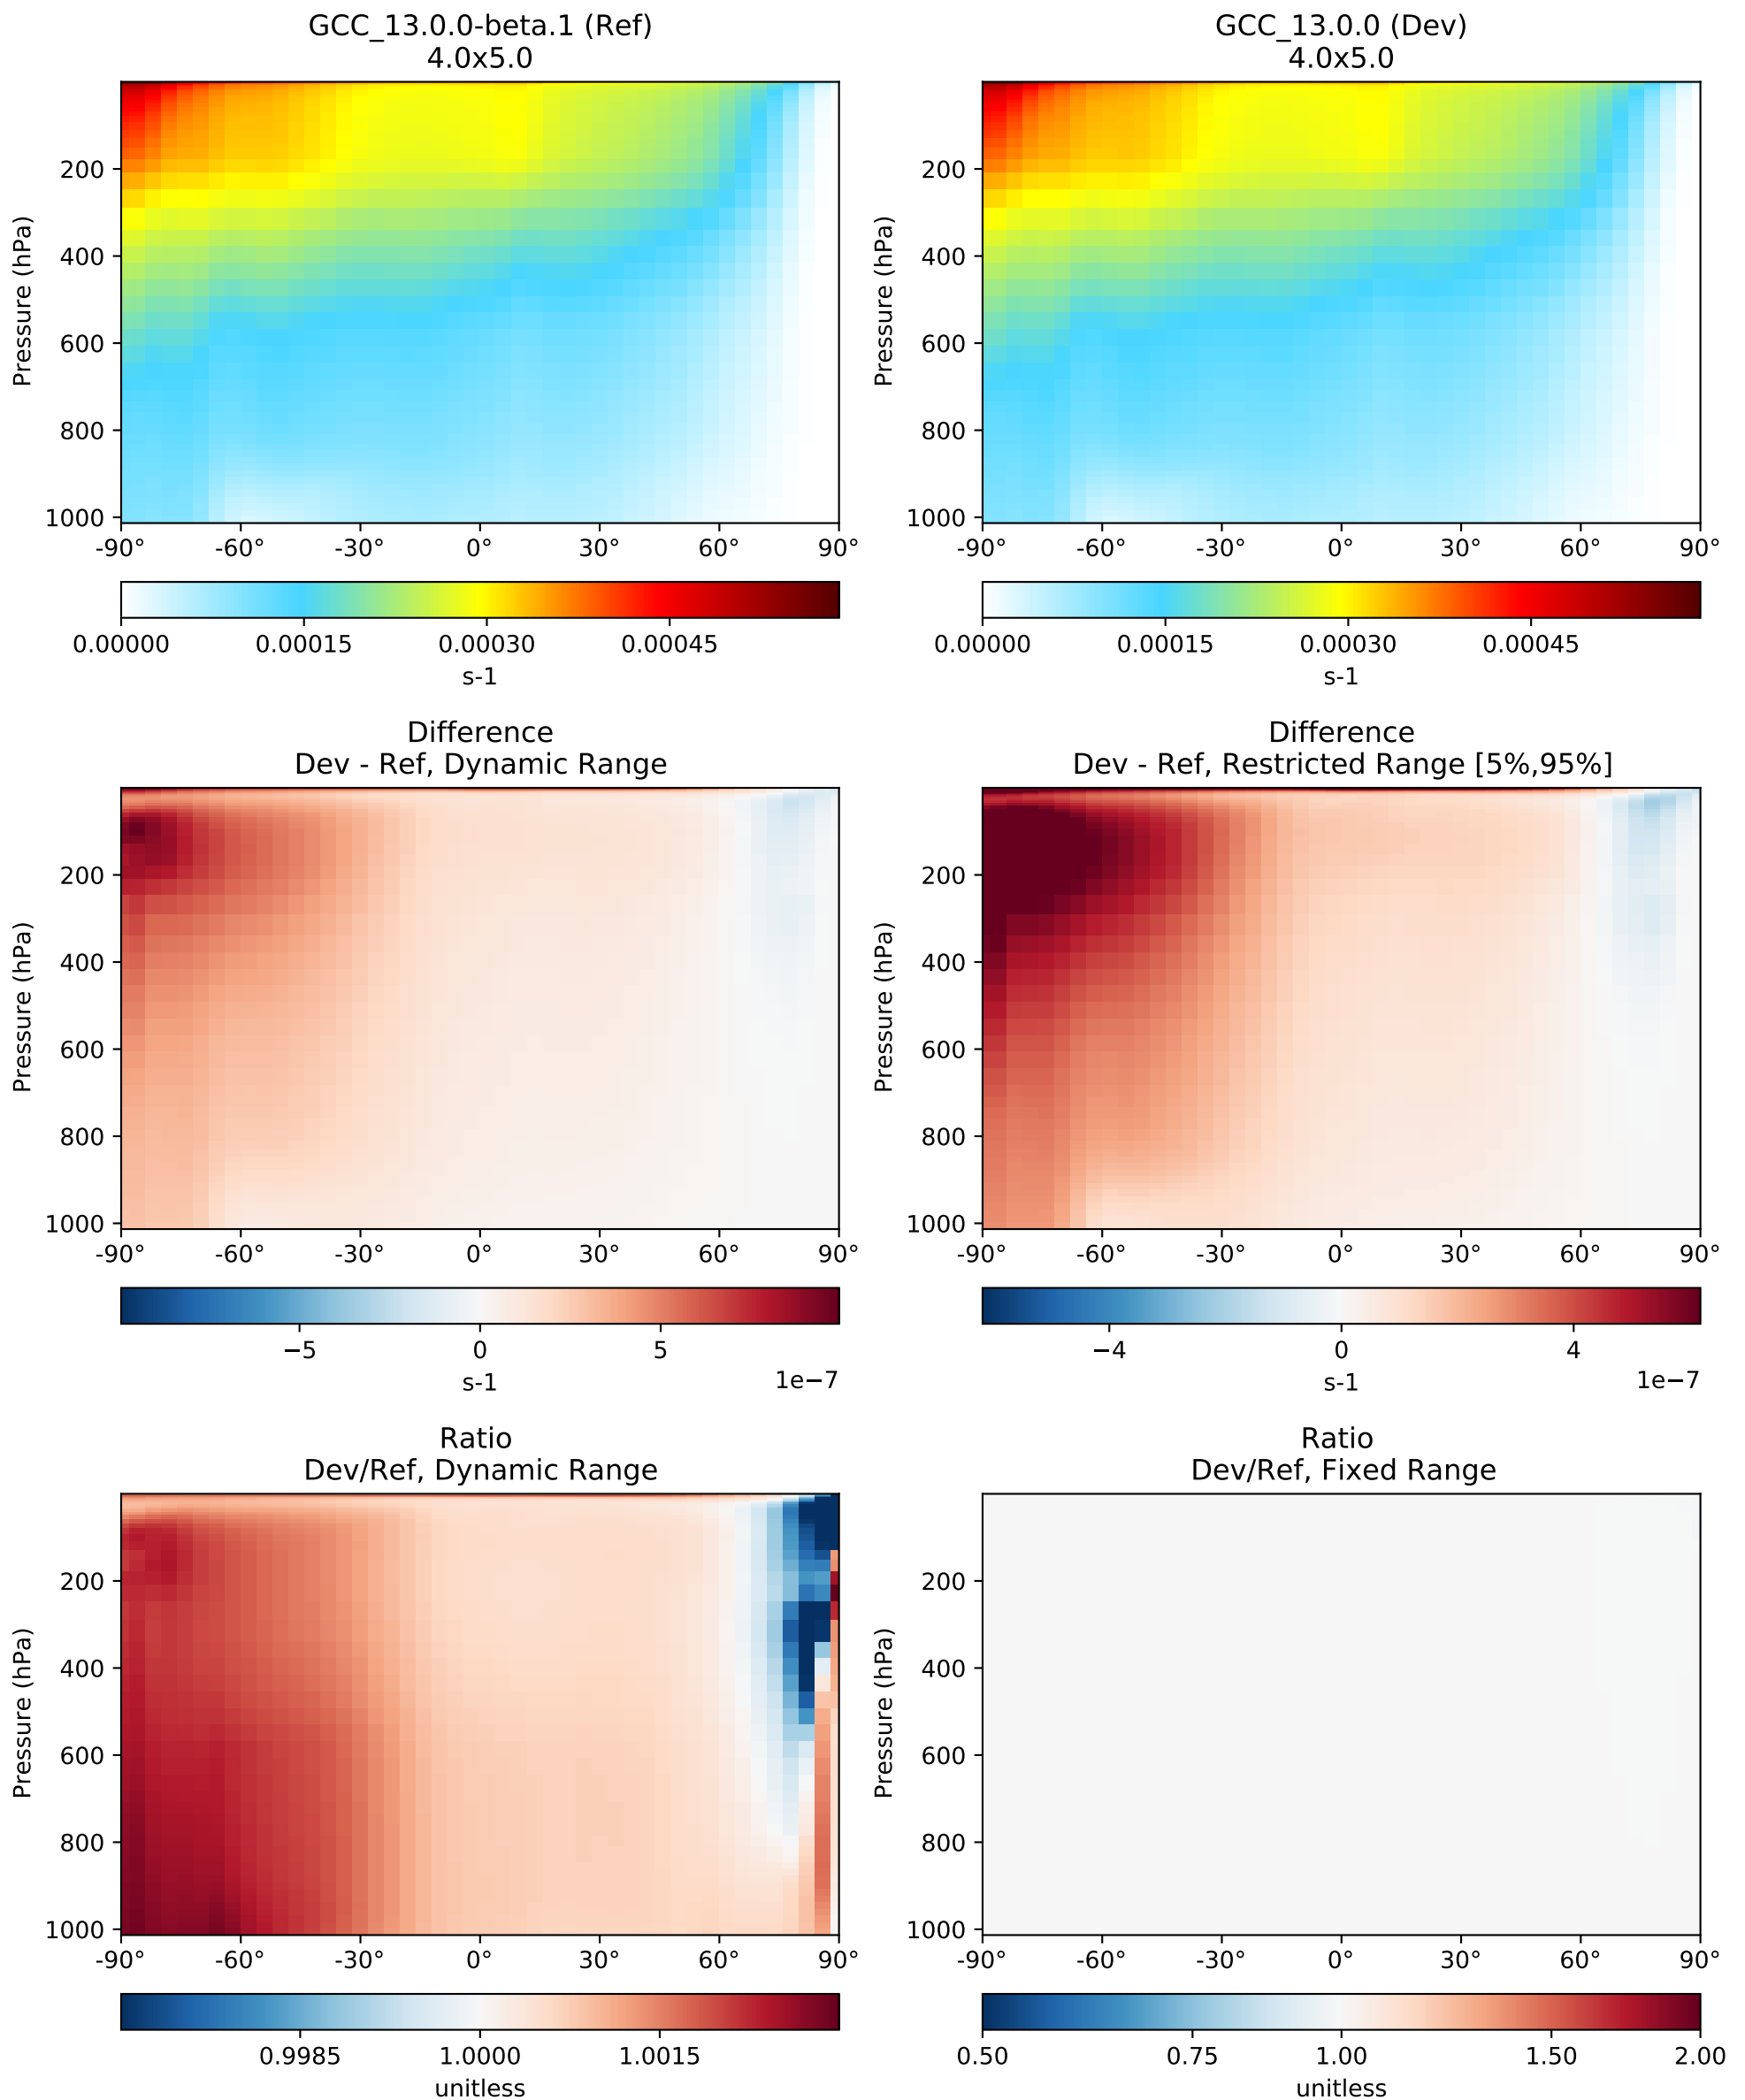 GCC_13.0.0-beta.1 (Ref)
4.0x5.0
Pressure (hPa)
200
400
600
800
1000
-90° -60° -30° 0° 30° 60° 90°
0.00000 0.00015 0.00030 0.00045
s-1
GCC_13.0.0 (Dev)
4.0x5.0
Pressure (hPa)
200
400
600
800
1000
-90° -60° -30° 0° 30° 60° 90°
0.00000 0.00015 0.00030 0.00045
s-1
Difference
Dev - Ref, Dynamic Range
Pressure (hPa)
200
400
600
800
1000
-90° -60° -30° 0° 30° 60° 90°
−5 0 5
1e−7
s-1
Difference
Dev - Ref, Restricted Range [5%,95%]
Pressure (hPa)
200
400
600
800
1000
-90° -60° -30° 0° 30° 60° 90°
−4 0 4
1e−7
s-1
Ratio
Dev/Ref, Dynamic Range
Pressure (hPa)
200
400
600
800
1000
-90° -60° -30° 0° 30° 60° 90°
0.9985 1.0000 1.0015
unitless
Ratio
Dev/Ref, Fixed Range
Pressure (hPa)
200
400
600
800
1000
-90° -60° -30° 0° 30° 60° 90°
0.50 0.75 1.00 1.50 2.00
unitless